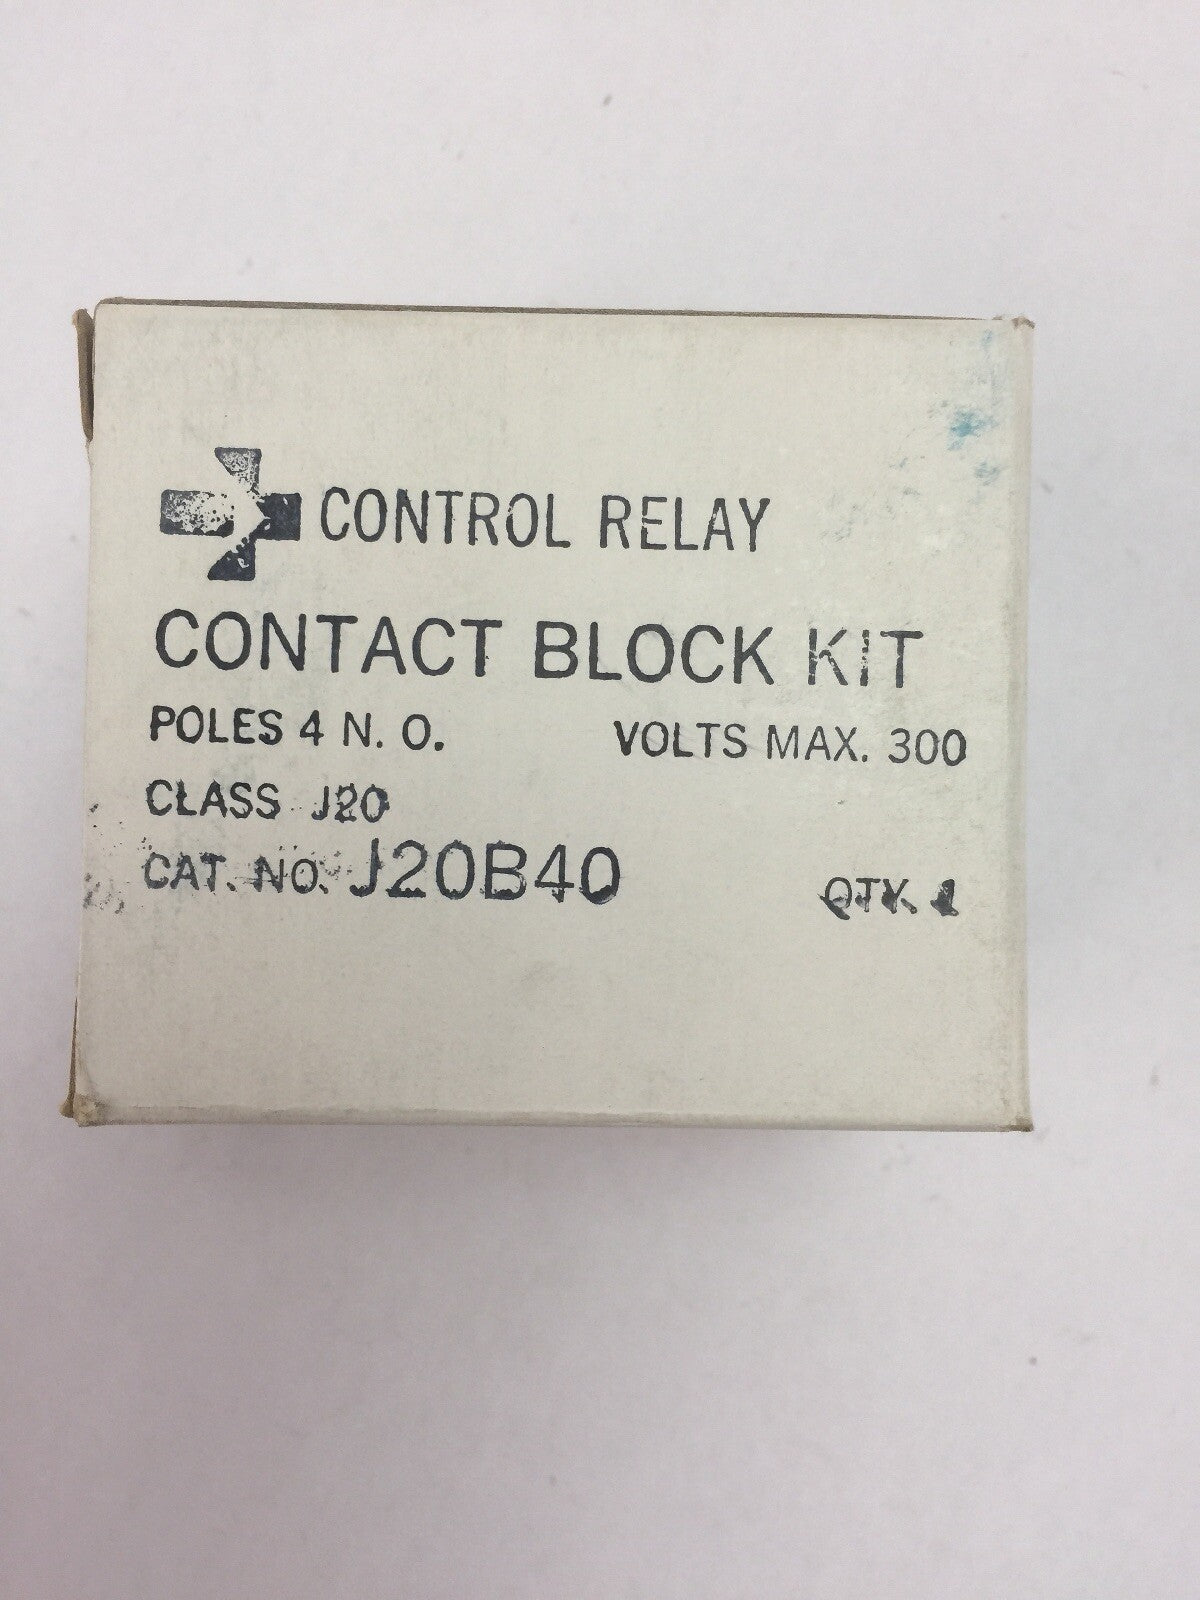 CONTROL RELAY
CONTACT BLOCK KIT
POLES 4 N. O. VOLTS MAX. 300
CLASS J20
CAT. NO. J20B40 QTY. 1